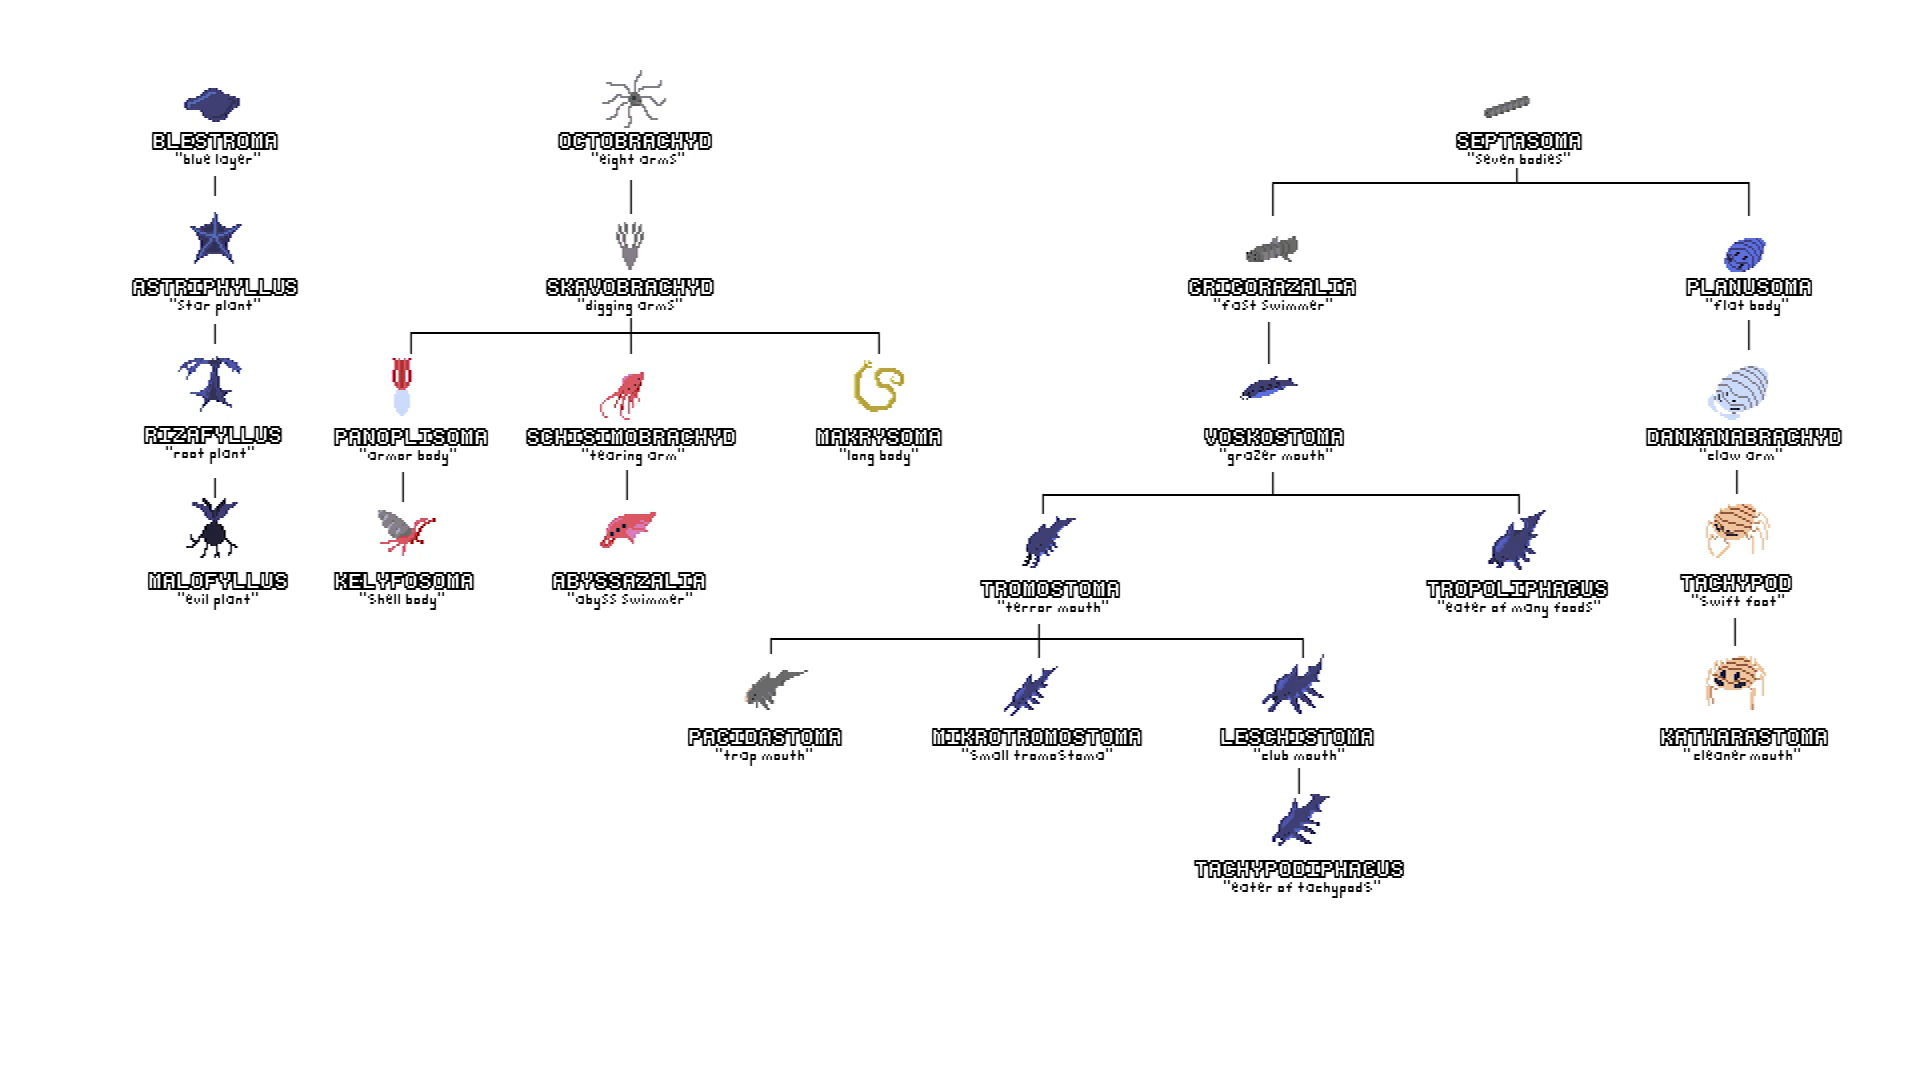 BLESTROMA
"blue layer"
OCTOBRACHYD
"eight arms"
SEPTASOMA
"seven bodies"
ASTRIPHYLLUS
"star plant"
SKAVOBRACHYD
"digging arms"
GRIGORAZALIA
"fast swimmer"
PLANUSOMA
"flat body"
RIZAFYLLUS
"root plant"
PANOPLISOMA
"armor body"
SCHISIMOBRACHYD
"tearing arm"
MAKRYSOMA
"long body"
VOSKOSTOMA
"grazer mouth"
DANKANABRACHYD
"claw arm"
MALOFYLLUS
"evil plant"
KELYFOSOMA
"shell body"
ABYSSAZALIA
"abyss swimmer"
TROMOSTOMA
"terror mouth"
TROPOLIPHAGUS
"eater of many foods"
TACHYPOD
"swift foot"
PAGIDASTOMA
"trap mouth"
MIKROTROMOSTOMA
"small tromostoma"
LESCHISTOMA
"club mouth"
KATHARASTOMA
"cleaner mouth"
TACHYPODIPHAGUS
"eater of tachypods"